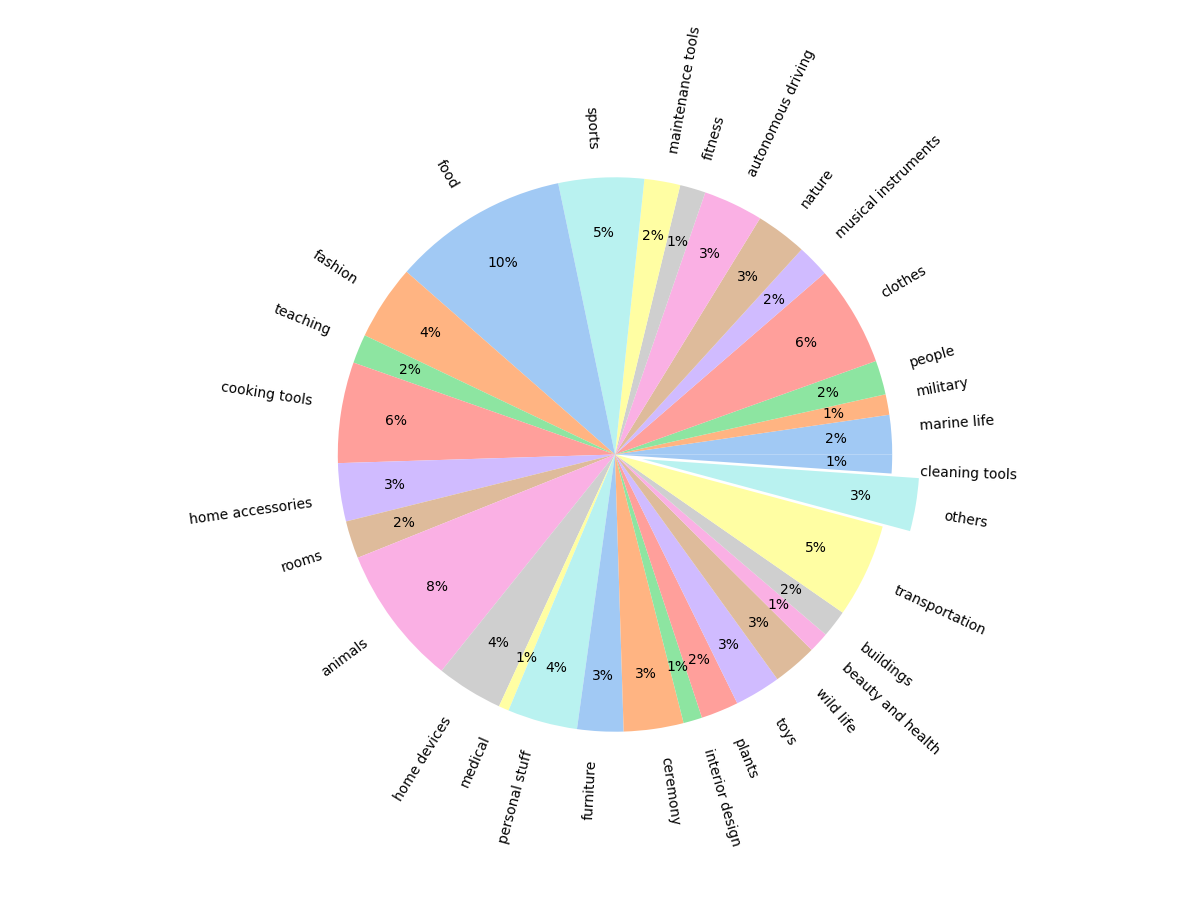 maintenance tools
autonomous driving
sports
fitness
musical instruments
food
nature
fashion
clothes
teaching
people
cooking tools
military
marine life
cleaning tools
home accessories
others
rooms
transportation
animals
buildings
beauty and health
wild life
home devices
toys
medical
plants
personal stuff
interior design
furniture
ceremony
5%
2%
1%
3%
10%
3%
2%
4%
6%
2%
2%
6%
1%
2%
1%
3%
3%
2%
5%
8%
2%
1%
3%
4%
3%
1%
4%
2%
1%
3%
3%